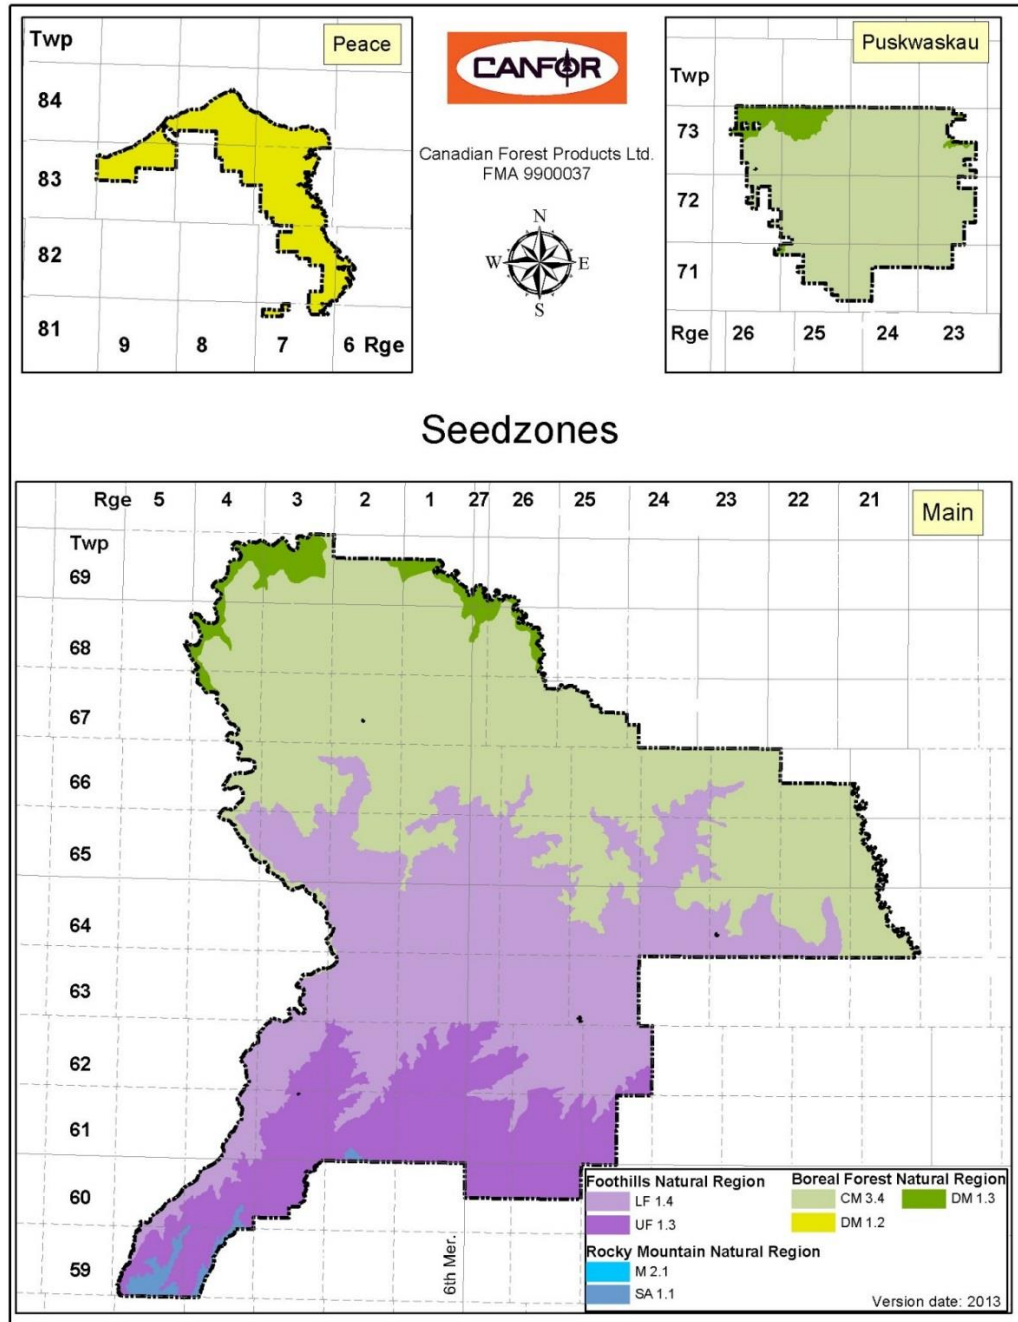 Twp
Peace
84
83
82
81
9 8 7 6 Rge
CANFOR
Canadian Forest Products Ltd.
FMA 9900037
N
W E
S
Puskwaskau
Twp
73
72
71
Rge 26 25 24 23
Seedzones
Rge 5 4 3 2 1 27 26 25 24 23 22 21
Main
Twp
69
68
67
66
65
64
63
62
61
60
59
6th Mer.
Foothills Natural Region
LF 1.4
UF 1.3
Rocky Mountain Natural Region
M 2.1
SA 1.1
Boreal Forest Natural Region
CM 3.4 DM 1.3
DM 1.2
Version date: 2013